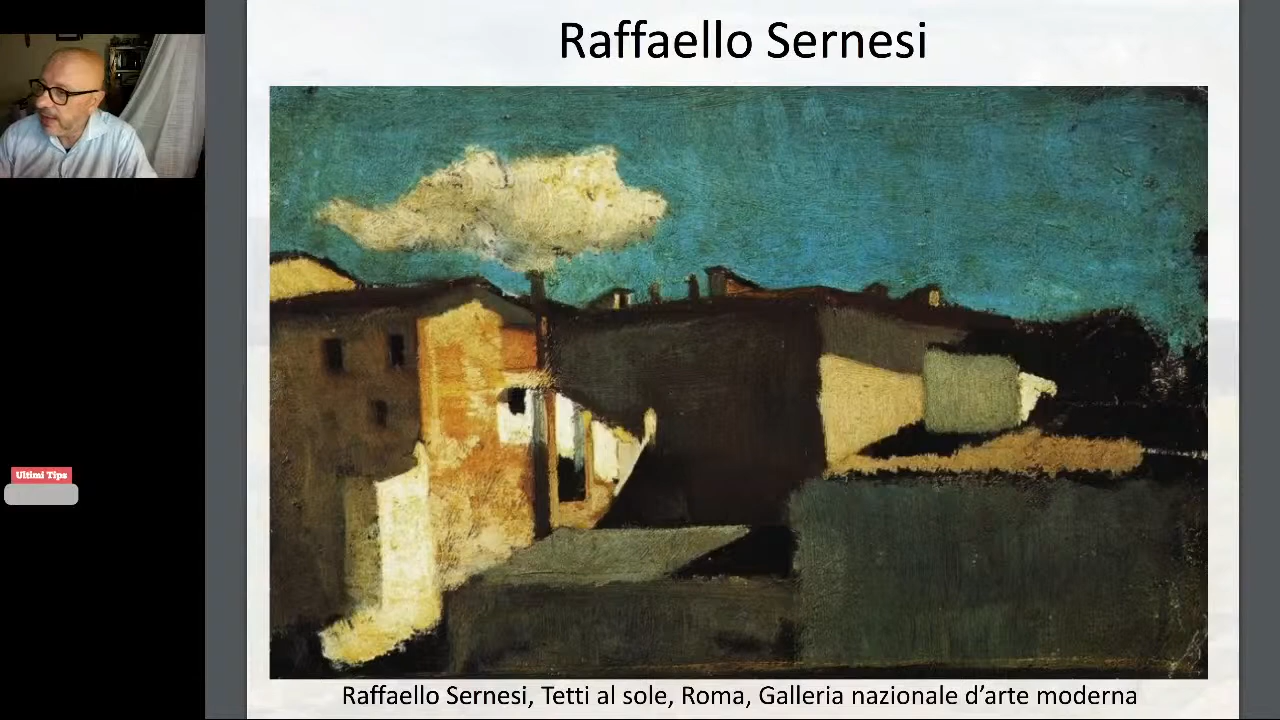 Raffaello Sernesi
Ultimi Tips
Raffaello Sernesi, Tetti al sole, Roma, Galleria nazionale d'arte moderna